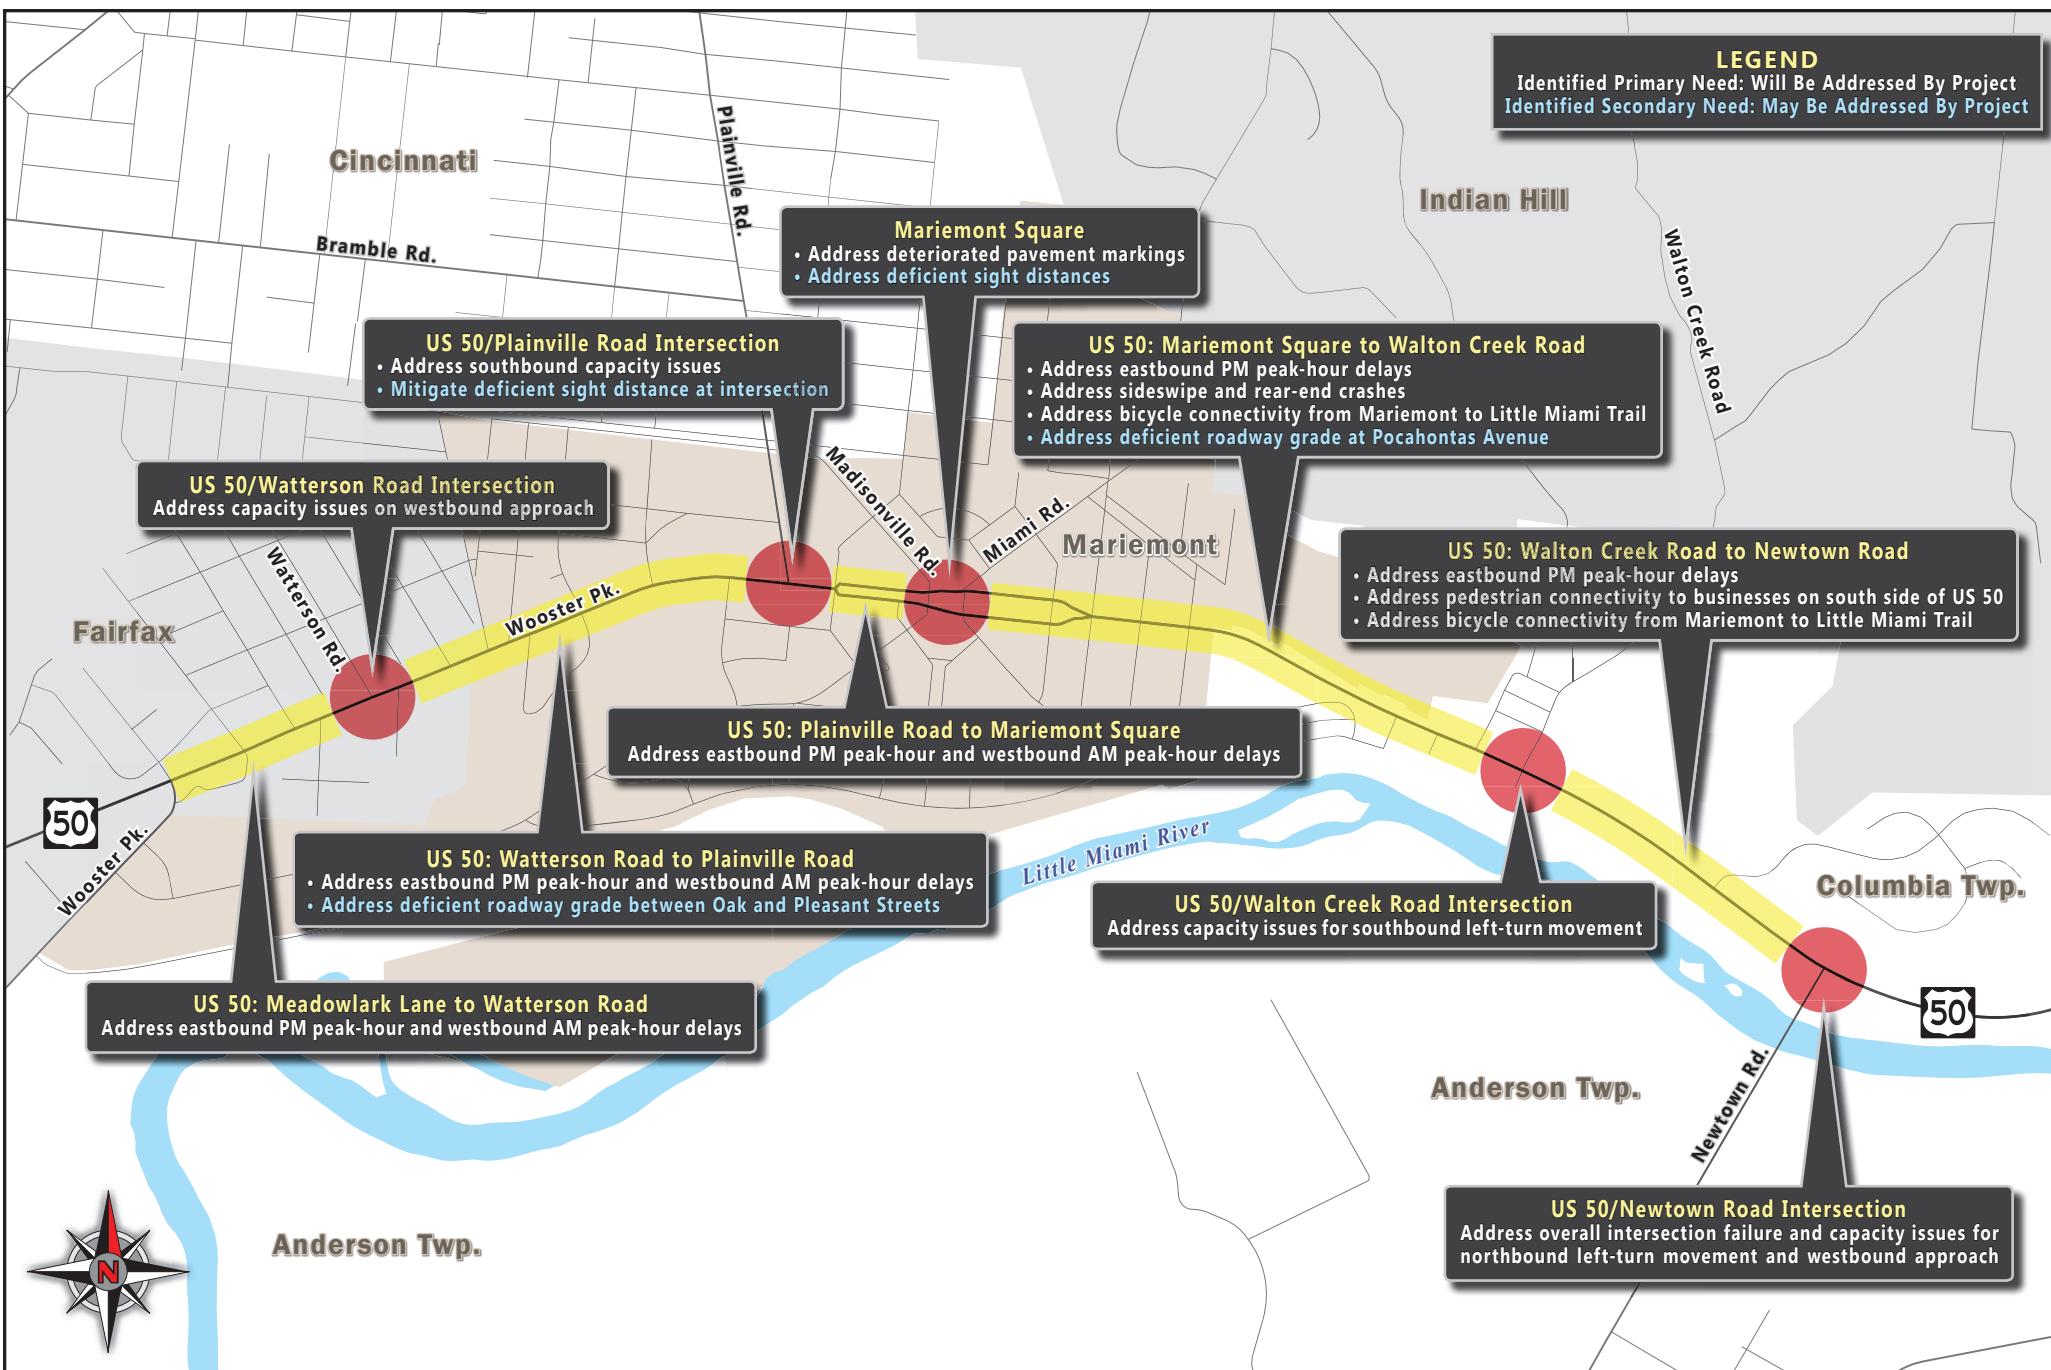 LEGEND
Identified Primary Need: Will Be Addressed By Project
Identified Secondary Need: May Be Addressed By Project
Cincinnati
Plainville Rd.
Bramble Rd.
Indian Hill
Walton Creek Road
Mariemont Square
• Address deteriorated pavement markings
• Address deficient sight distances
US 50/Plainville Road Intersection
• Address southbound capacity issues
• Mitigate deficient sight distance at intersection
US 50: Mariemont Square to Walton Creek Road
• Address eastbound PM peak-hour delays
• Address sideswipe and rear-end crashes
• Address bicycle connectivity from Mariemont to Little Miami Trail
• Address deficient roadway grade at Pocahontas Avenue
US 50/Watterson Road Intersection
Address capacity issues on westbound approach
Madisonville Rd.
Miami Rd.
Mariemont
US 50: Walton Creek Road to Newtown Road
• Address eastbound PM peak-hour delays
• Address pedestrian connectivity to businesses on south side of US 50
• Address bicycle connectivity from Mariemont to Little Miami Trail
Watterson Rd.
Wooster Pk.
Fairfax
US 50: Plainville Road to Mariemont Square
Address eastbound PM peak-hour and westbound AM peak-hour delays
50
Wooster Pk.
Little Miami River
US 50: Watterson Road to Plainville Road
• Address eastbound PM peak-hour and westbound AM peak-hour delays
• Address deficient roadway grade between Oak and Pleasant Streets
US 50/Walton Creek Road Intersection
Address capacity issues for southbound left-turn movement
Columbia Twp.
US 50: Meadowlark Lane to Watterson Road
Address eastbound PM peak-hour and westbound AM peak-hour delays
50
Anderson Twp.
Newtown Rd.
US 50/Newtown Road Intersection
Address overall intersection failure and capacity issues for
northbound left-turn movement and westbound approach
Anderson Twp.
N